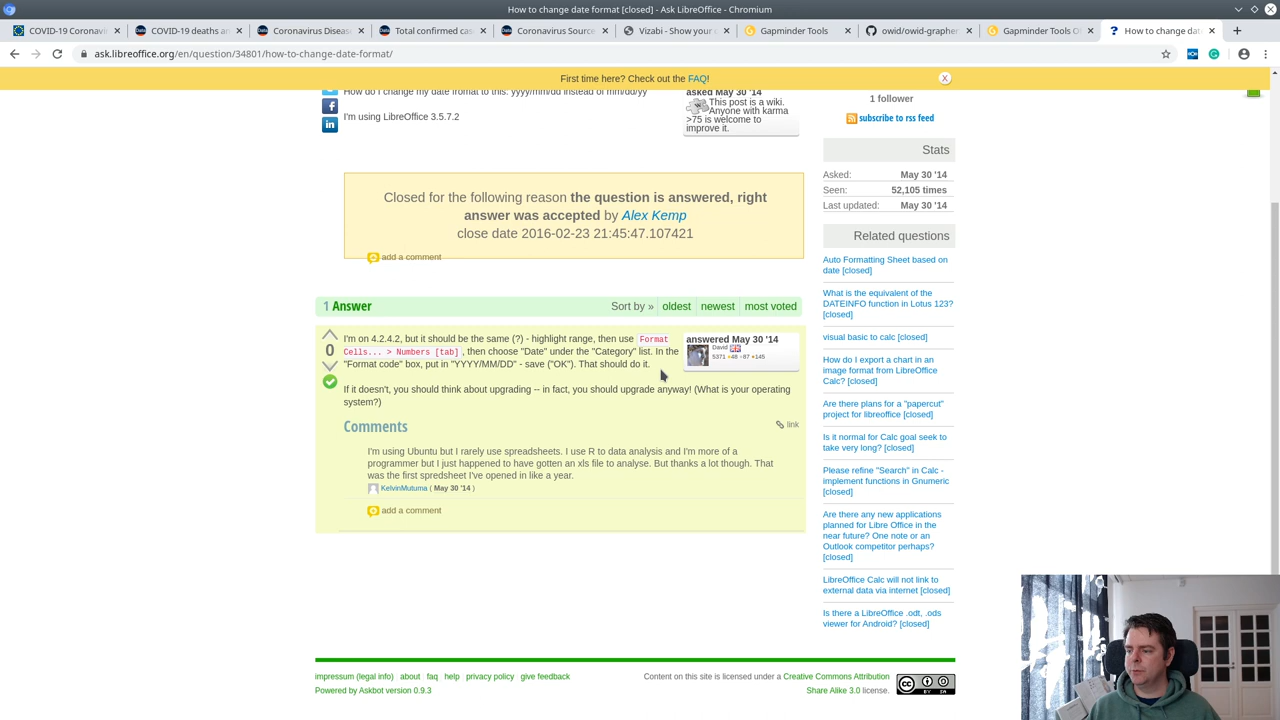 How to change date format [closed] - Ask LibreOffice - Chromium
COVID-19 Coronavi
COVID-19 deaths an
Coronavirus Diseas
Total confirmed cas
Coronavirus Source
Vizabi - Show your
Gapminder Tools
owid/owid-grapher
Gapminder Tools O
How to change date
ask.libreoffice.org/en/question/34801/how-to-change-date-format/
First time here? Check out the FAQ!
X
How do I change my date fromat to this: yyyy/mm/dd instead of mm/dd/yy
I'm using LibreOffice 3.5.7.2
asked May 30 '14
This post is a wiki.
Anyone with karma
>75 is welcome to
improve it.
1 follower
subscribe to rss feed
Stats
Asked: May 30 '14
Seen: 52,105 times
Last updated: May 30 '14
Closed for the following reason the question is answered, right
answer was accepted by Alex Kemp
close date 2016-02-23 21:45:47.107421
add a comment
1 Answer
Sort by » oldest newest most voted
0
I'm on 4.2.4.2, but it should be the same (?) - highlight range, then use Format
Cells... > Numbers [tab] , then choose "Date" under the "Category" list. In the
"Format code" box, put in "YYYY/MM/DD" - save ("OK"). That should do it.
answered May 30 '14
David
5371 ●48 ●87 ●145
If it doesn't, you should think about upgrading -- in fact, you should upgrade anyway! (What is your operating
system?)
Comments
link
I'm using Ubuntu but I rarely use spreadsheets. I use R to data analysis and I'm more of a
programmer but I just happened to have gotten an xls file to analyse. But thanks a lot though. That
was the first spredsheet I've opened in like a year.
KelvinMutuma ( May 30 '14 )
add a comment
Related questions
Auto Formatting Sheet based on
date [closed]
What is the equivalent of the
DATEINFO function in Lotus 123?
[closed]
visual basic to calc [closed]
How do I export a chart in an
image format from LibreOffice
Calc? [closed]
Are there plans for a "papercut"
project for libreoffice [closed]
Is it normal for Calc goal seek to
take very long? [closed]
Please refine "Search" in Calc -
implement functions in Gnumeric
[closed]
Are there any new applications
planned for Libre Office in the
near future? One note or an
Outlook competitor perhaps?
[closed]
LibreOffice Calc will not link to
external data via internet [closed]
Is there a LibreOffice .odt, .ods
viewer for Android? [closed]
impressum (legal info) about faq help privacy policy give feedback
Powered by Askbot version 0.9.3
Content on this site is licensed under a Creative Commons Attribution
Share Alike 3.0 license.